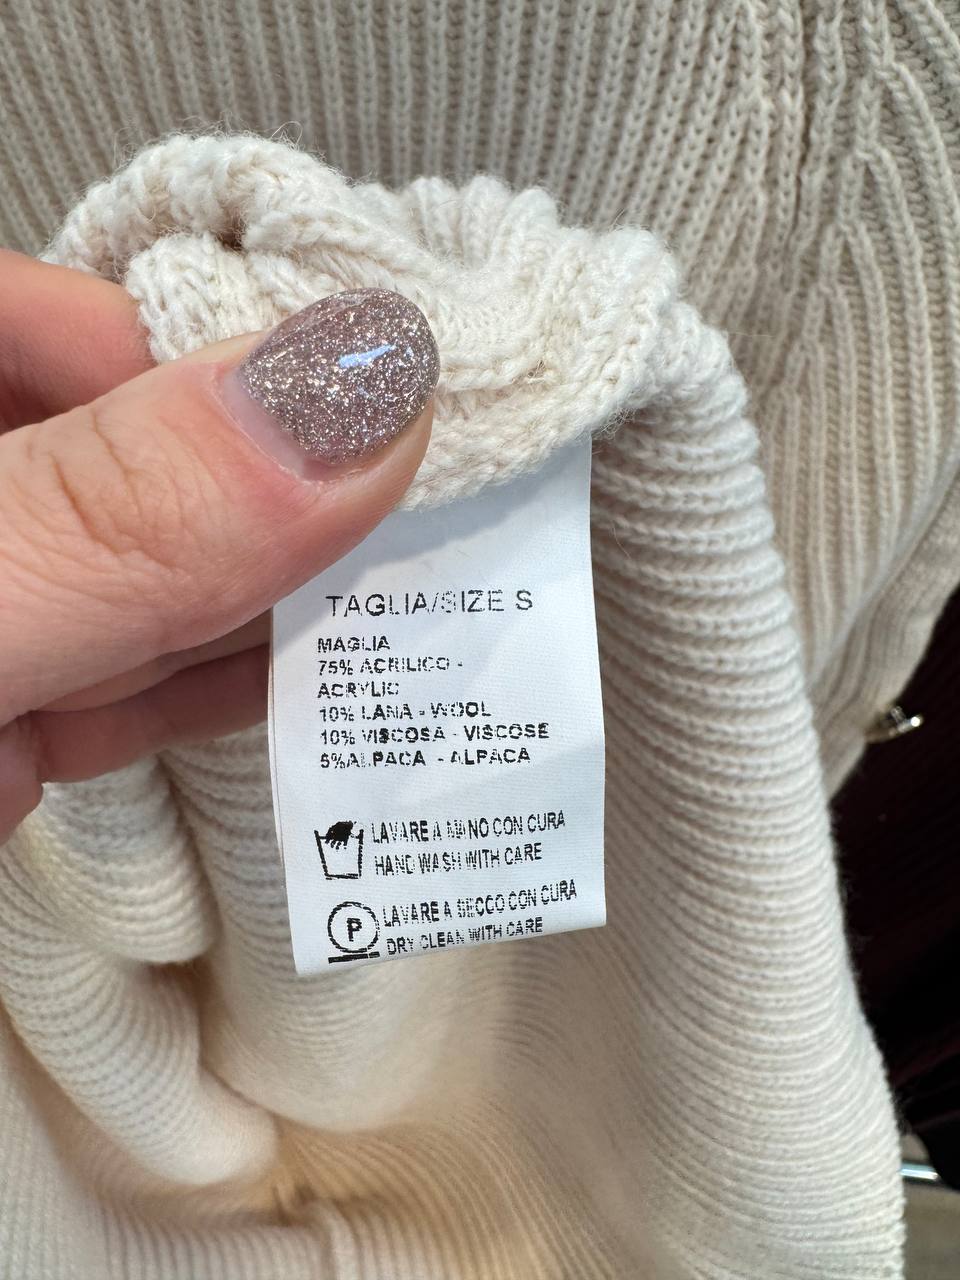 TAGLIA/SIZE S
MAGLIA
75% ACRILICO -
ACRYLIC
10% LANA - WOOL
10% VISCOSA - VISCOSE
5%ALPACA - ALPACA
LAVARE A MANO CON CURA
HAND WASH WITH CARE
P
LAVARE A SECCO CON CURA
DRY CLEAN WITH CARE